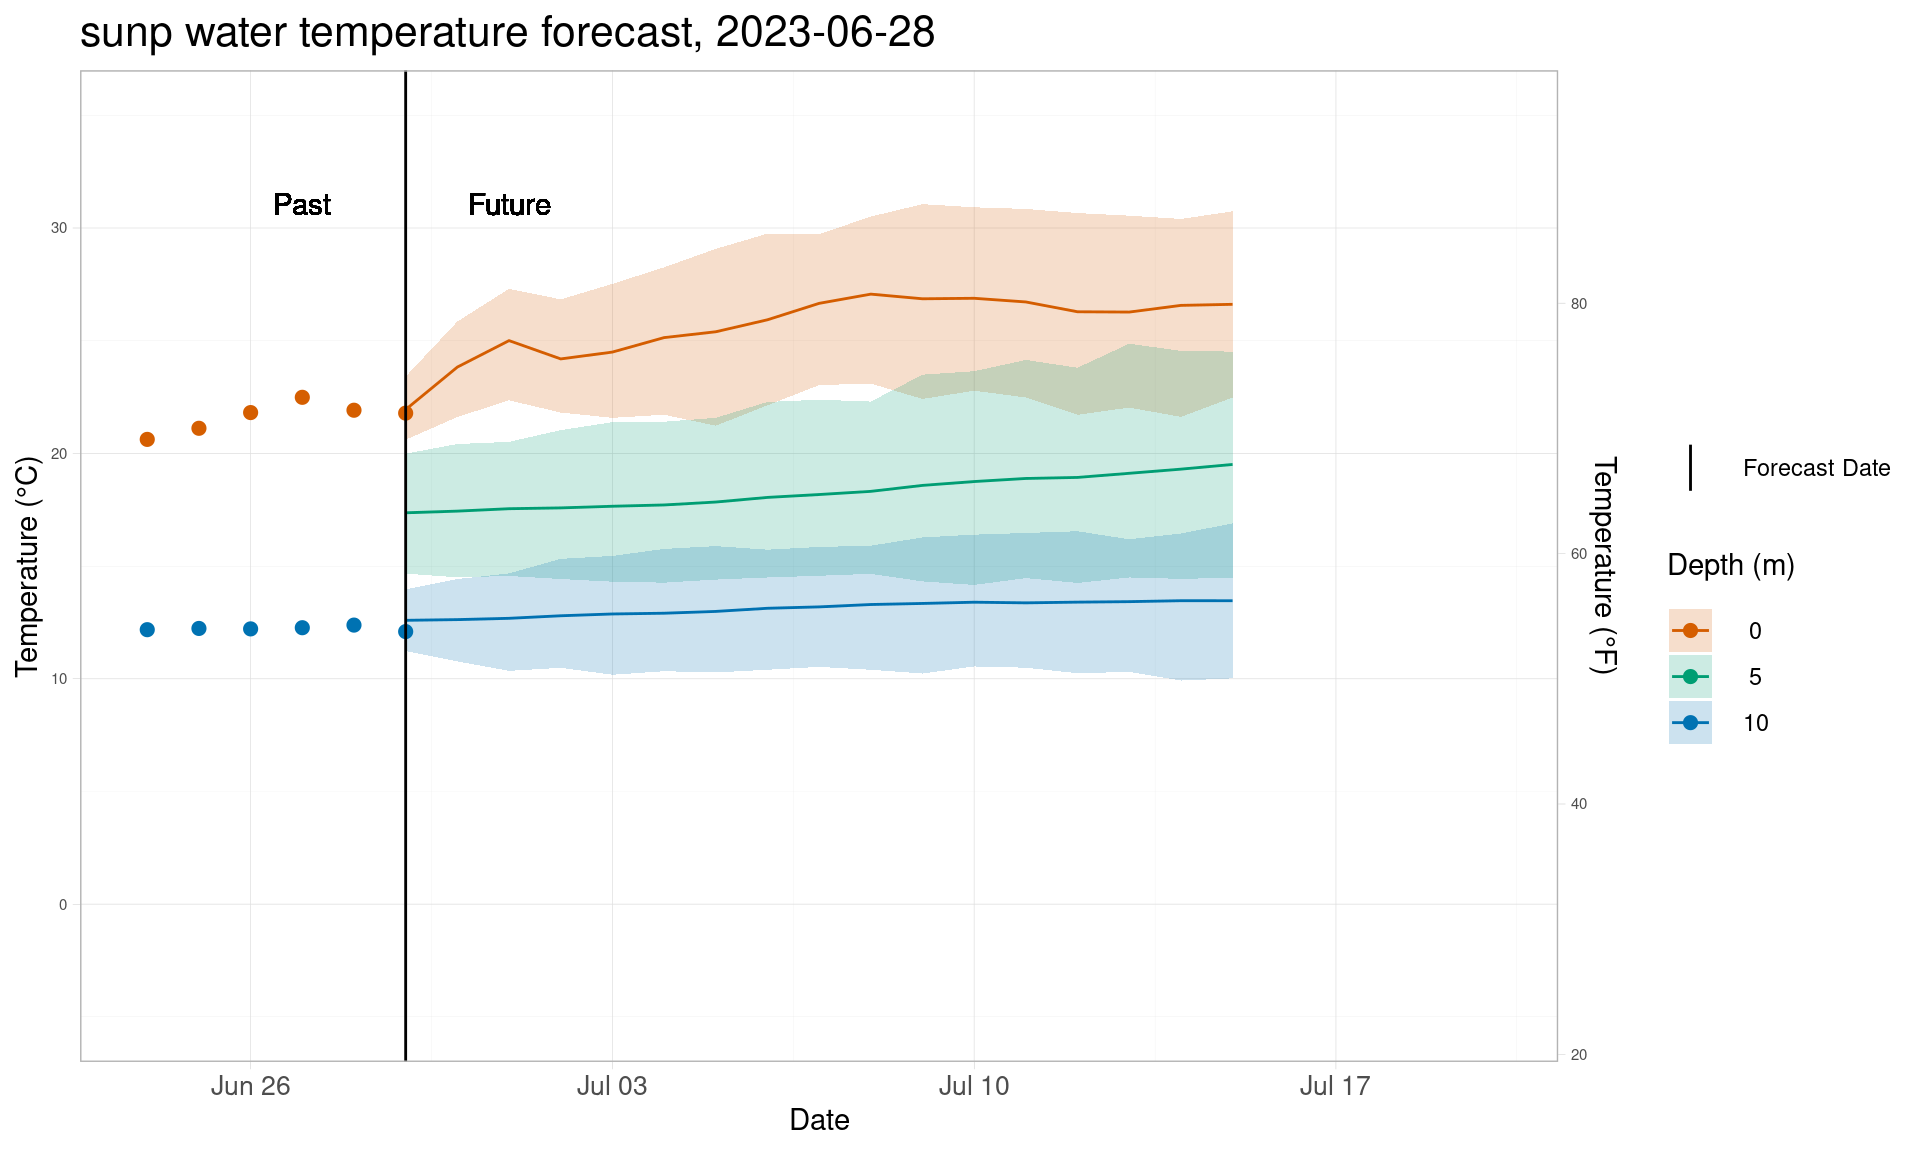 sunp water temperature forecast, 2023-06-28
Past
Future
30
20
10
0
Temperature (°C)
80
60
40
20
Temperature (°F)
Jun 26
Jul 03
Jul 10
Jul 17
Date
Forecast Date
Depth (m)
0
5
10